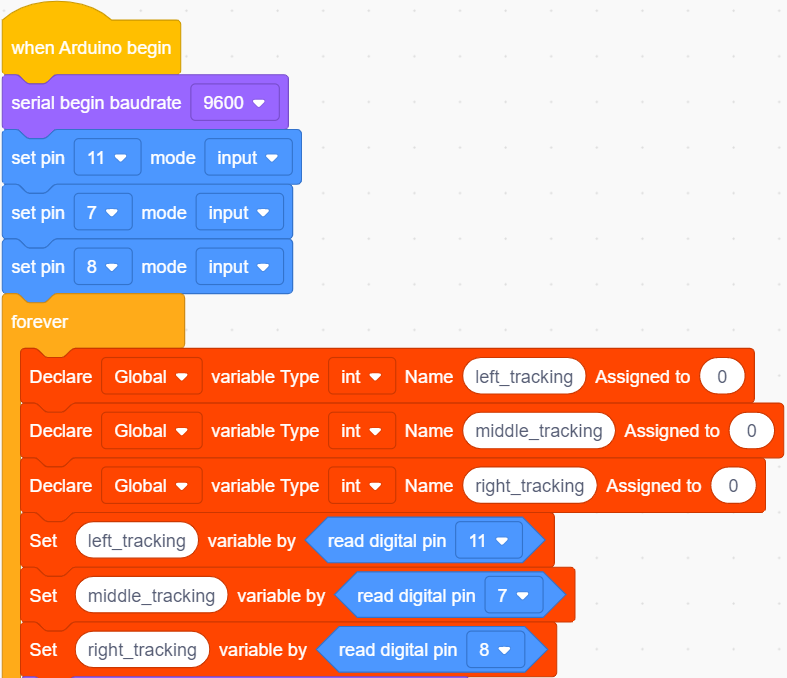 when Arduino begin
serial begin baudrate 9600
set pin 11 mode input
set pin 7 mode input
set pin 8 mode input
forever
Declare Global variable Type int Name left_tracking Assigned to 0
Declare Global variable Type int Name middle_tracking Assigned to 0
Declare Global variable Type int Name right_tracking Assigned to 0
Set left_tracking variable by read digital pin 11
Set middle_tracking variable by read digital pin 7
Set right_tracking variable by read digital pin 8